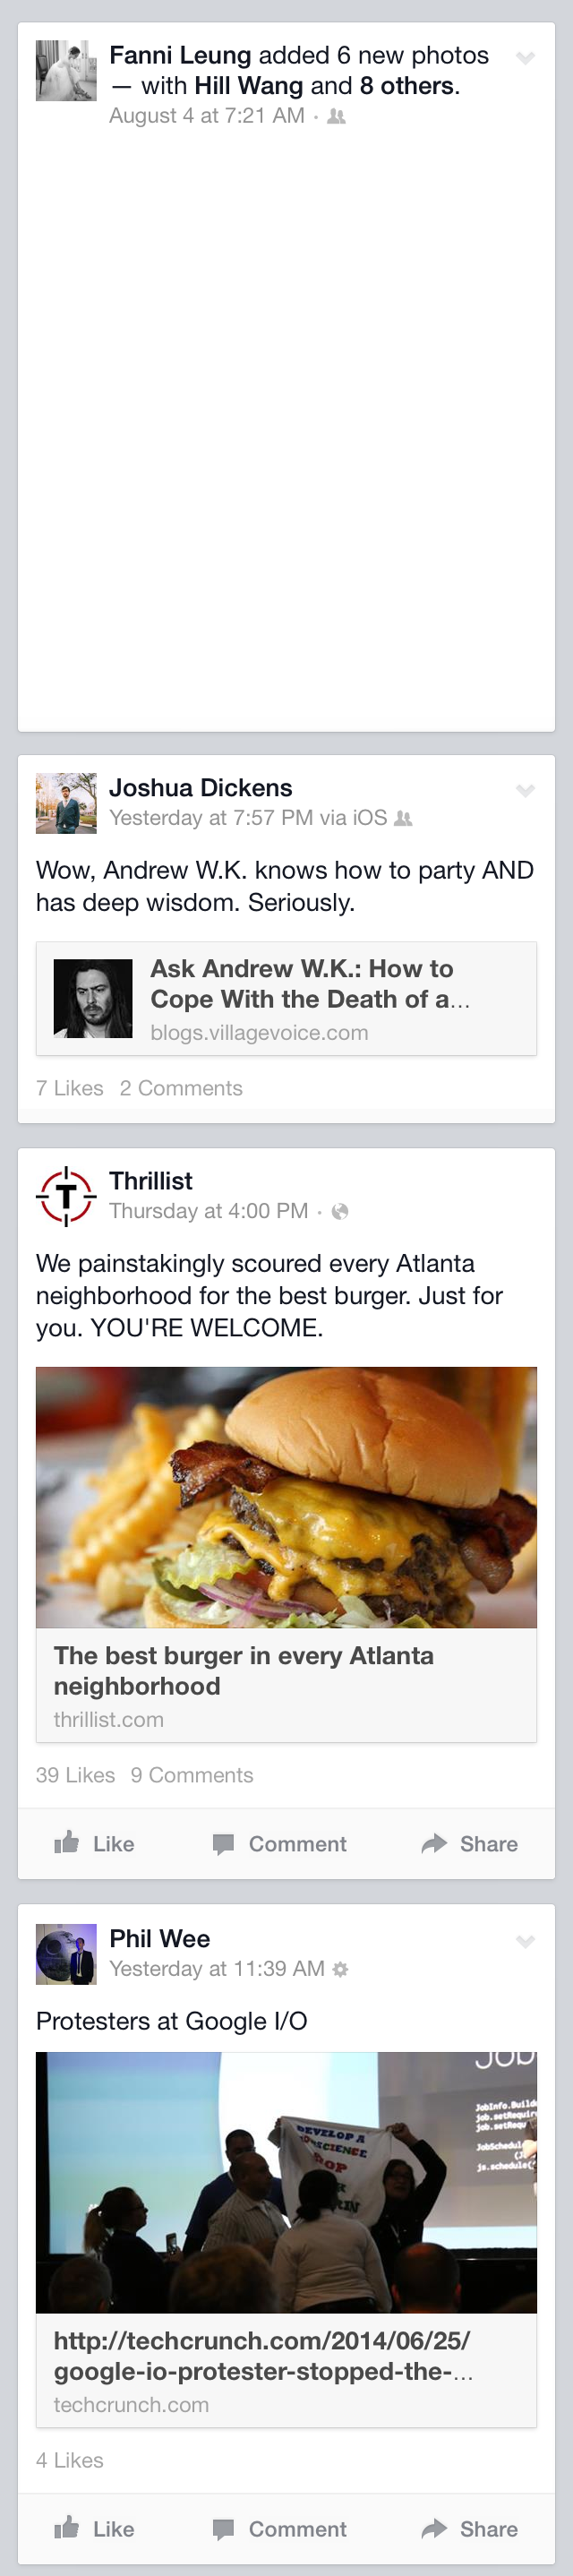 Fanni Leung added 6 new photos
— with Hill Wang and 8 others.
August 4 at 7:21 AM ·
Joshua Dickens
Yesterday at 7:57 PM via iOS
Wow, Andrew W.K. knows how to party AND
has deep wisdom. Seriously.
Ask Andrew W.K.: How to
Cope With the Death of a...
blogs.villagevoice.com
7 Likes 2 Comments
T
Thrillist
Thursday at 4:00 PM ·
We painstakingly scoured every Atlanta
neighborhood for the best burger. Just for
you. YOU'RE WELCOME.
The best burger in every Atlanta
neighborhood
thrillist.com
39 Likes 9 Comments
Like Comment Share
Phil Wee
Yesterday at 11:39 AM
Protesters at Google I/O
DEVELOP A
http://techcrunch.com/2014/06/25/
google-io-protester-stopped-the-...
techcrunch.com
4 Likes
Like Comment Share